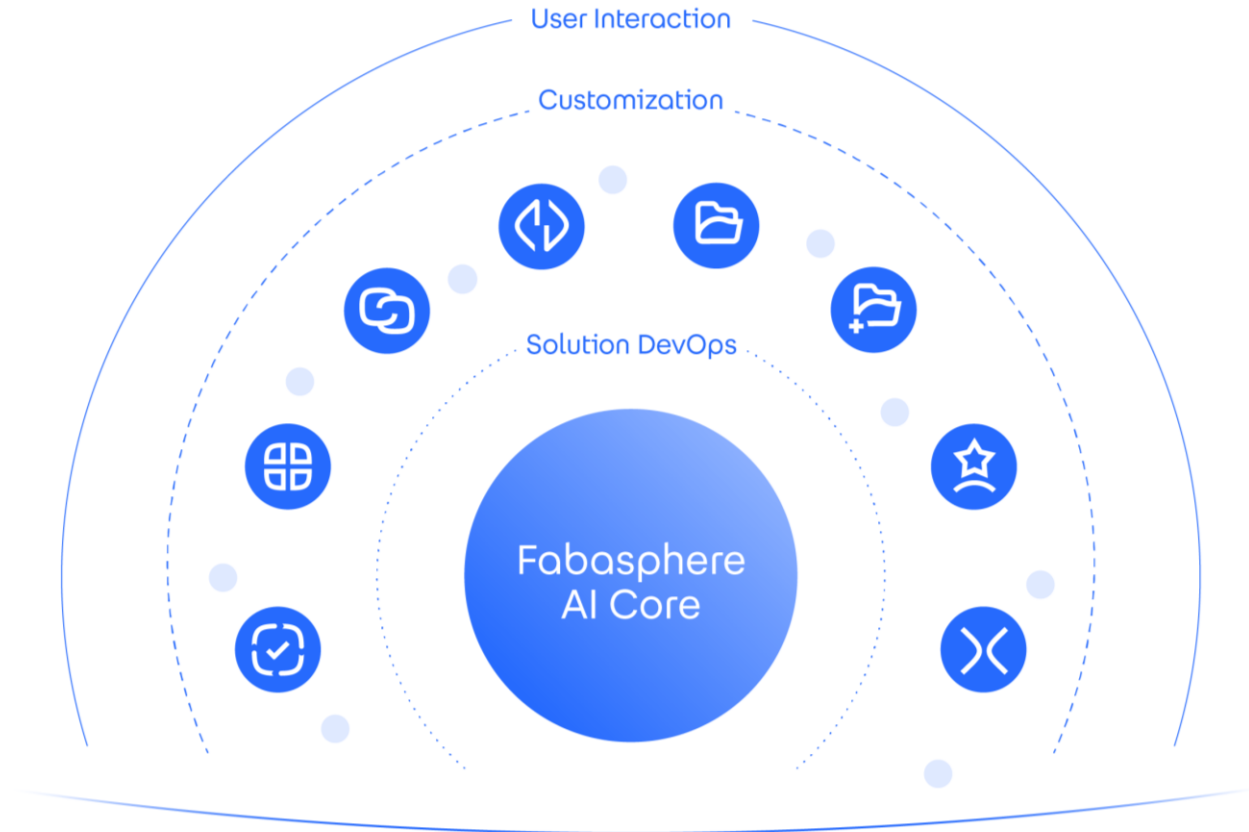 User Interaction
Customization
Solution DevOps
Fabasphere
AI Core